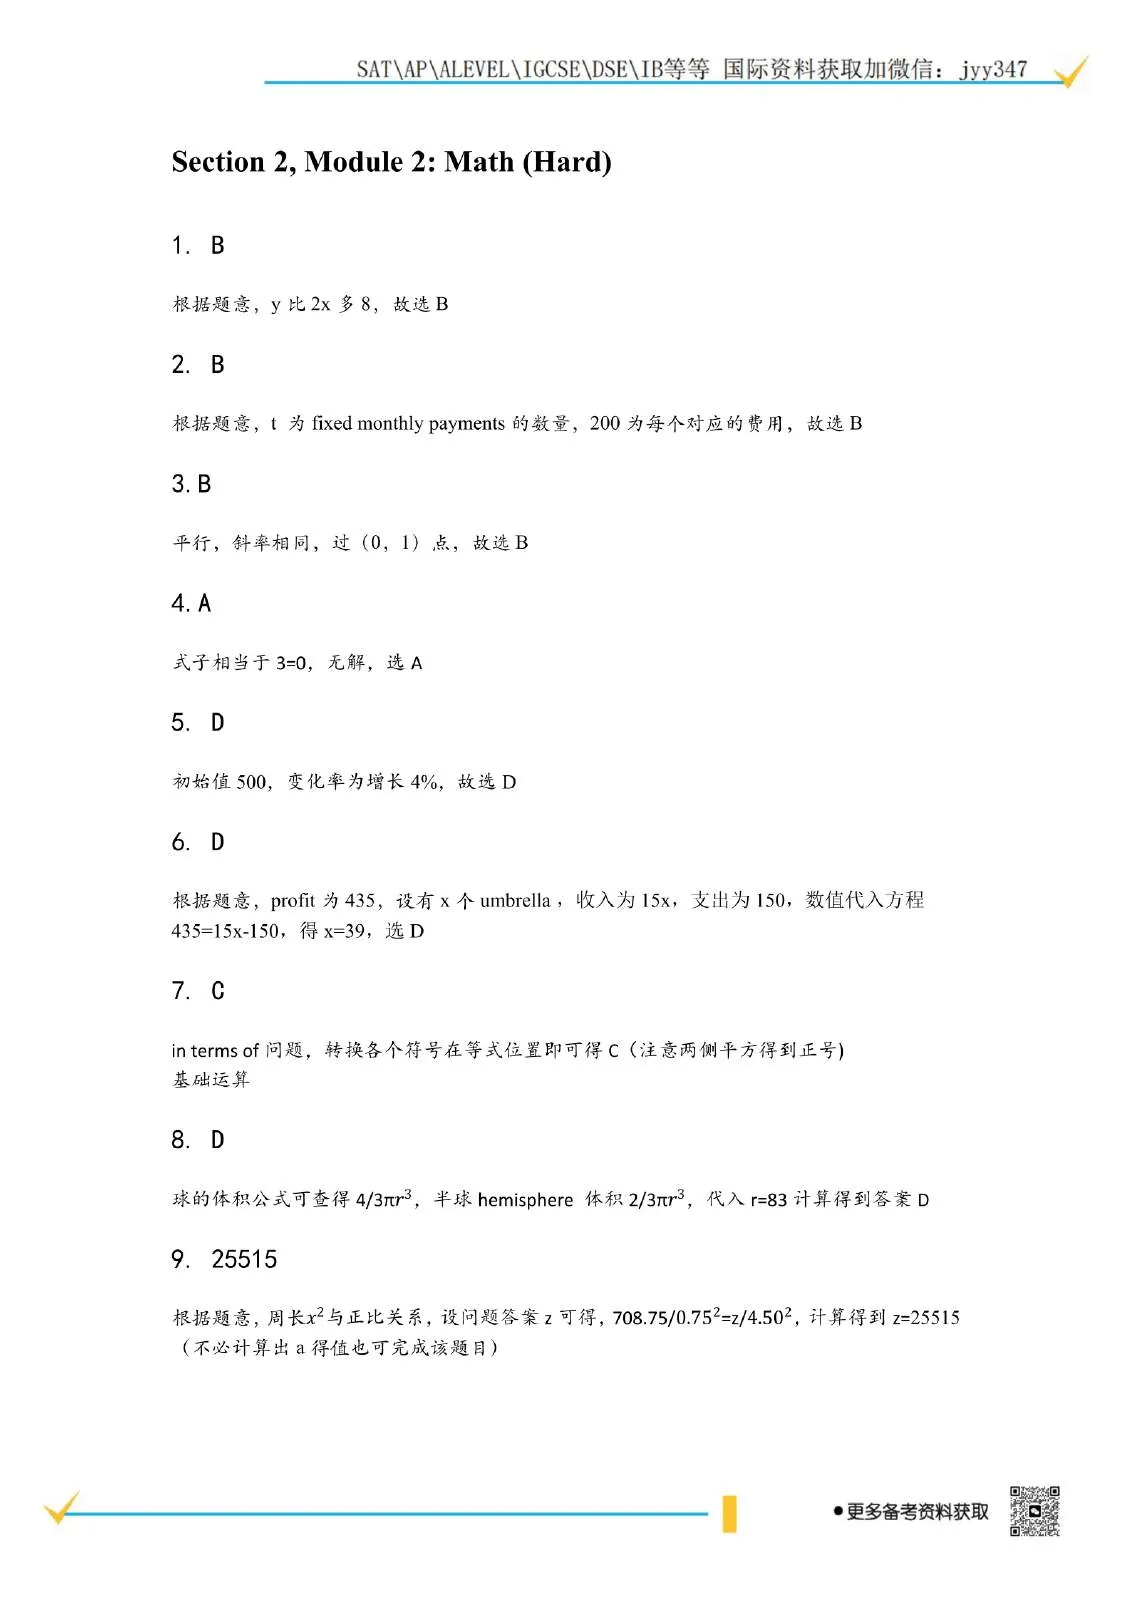 SAT\AP\ALEVEL\IGCSE\DSE\IB等等 国际资料获取加微信：jyy347
Section 2, Module 2: Math (Hard)
1. B
根据题意，y 比 2x 多 8，故选 B
2. B
根据题意，t 为 fixed monthly payments 的数量，200 为每个对应的费用，故选 B
3. B
平行，斜率相同，过（0，1）点，故选 B
4. A
式子相当于 3=0，无解，选 A
5. D
初始值 500，变化率为增长 4%，故选 D
6. D
根据题意，profit 为 435，设有 x 个 umbrella，收入为 15x，支出为 150，数值代入方程
435=15x-150，得 x=39，选 D
7. C
in terms of 问题，转换各个符号在等式位置即可得 C（注意两侧平方得到正号)
基础运算
8. D
球的体积公式可查得 4/3πr³，半球 hemisphere 体积 2/3πr³，代入 r=83 计算得到答案 D
9. 25515
根据题意，周长x²与正比关系，设问题答案 z 可得，708.75/0.75²=z/4.50²，计算得到 z=25515
（不必计算出 a 得值也可完成该题目）
●更多备考资料获取